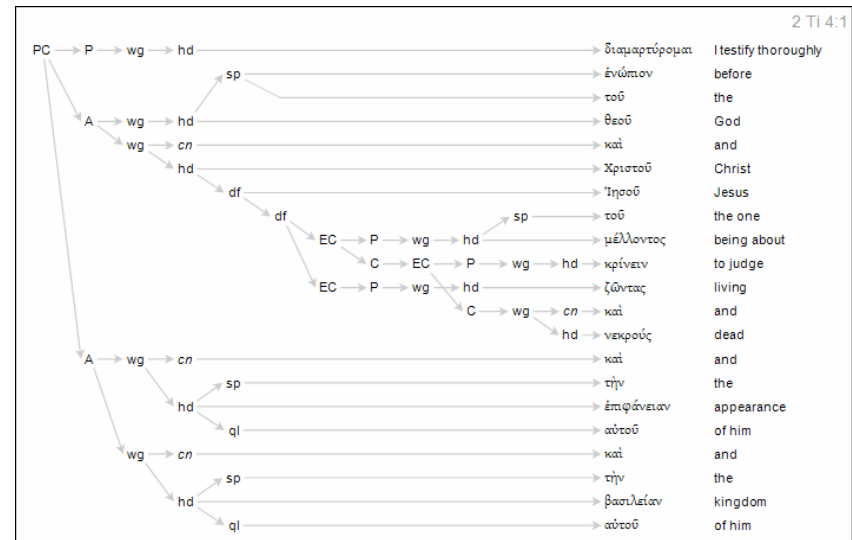 2 Ti 4:1
PC P wg hd διαμαρτύρομαι I testify thoroughly
sp ἐνώπιον before
τοῦ the
A wg hd θεοῦ God
wg cn καὶ and
hd Χριστοῦ Christ
df Ἰησοῦ Jesus
df sp τοῦ the one
EC P wg hd μέλλοντος being about
C EC P wg hd κρίνειν to judge
EC P wg hd ζῶντας living
C wg cn καὶ and
hd νεκρούς dead
A wg cn καὶ and
sp τὴν the
hd ἐπιφάνειαν appearance
ql αὐτοῦ of him
wg cn καὶ and
sp τὴν the
hd βασιλείαν kingdom
ql αὐτοῦ of him